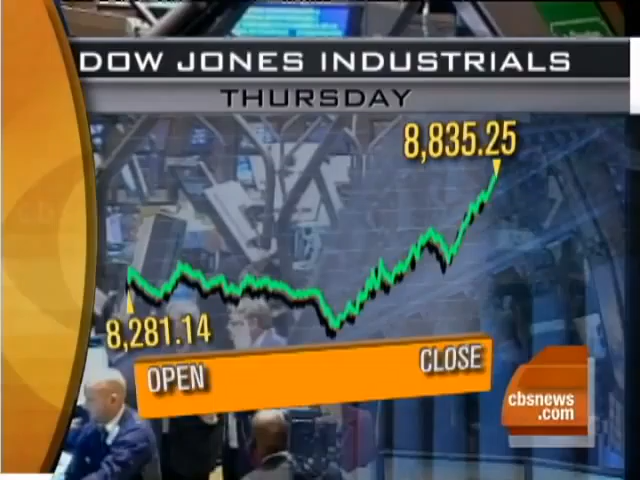 DOW JONES INDUSTRIALS
THURSDAY
8,835.25
8,281.14
OPEN
CLOSE
cbsnews
.com